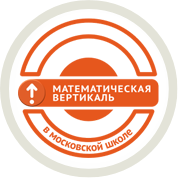 МАТЕМАТИЧЕСКАЯ
ВЕРТИКАЛЬ
В МОСКОВСКОЙ ШКОЛЕ